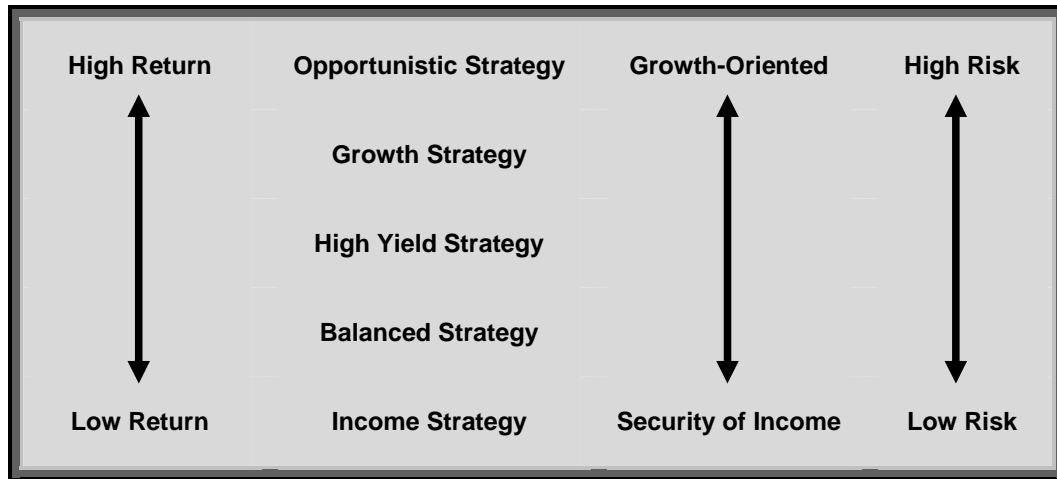 High Return Opportunistic Strategy Growth-Oriented High Risk
Growth Strategy
High Yield Strategy
Balanced Strategy
Low Return Income Strategy Security of Income Low Risk